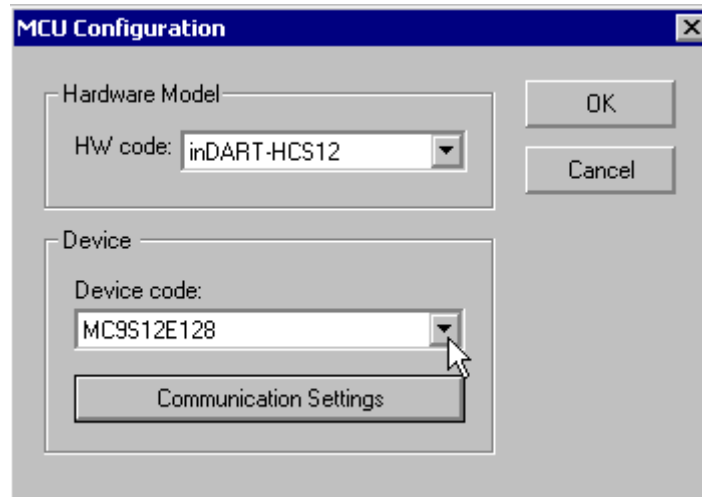 MCU Configuration
Hardware Model
HW code: inDART-HCS12
OK
Cancel
Device
Device code:
MC9S12E128
Communication Settings